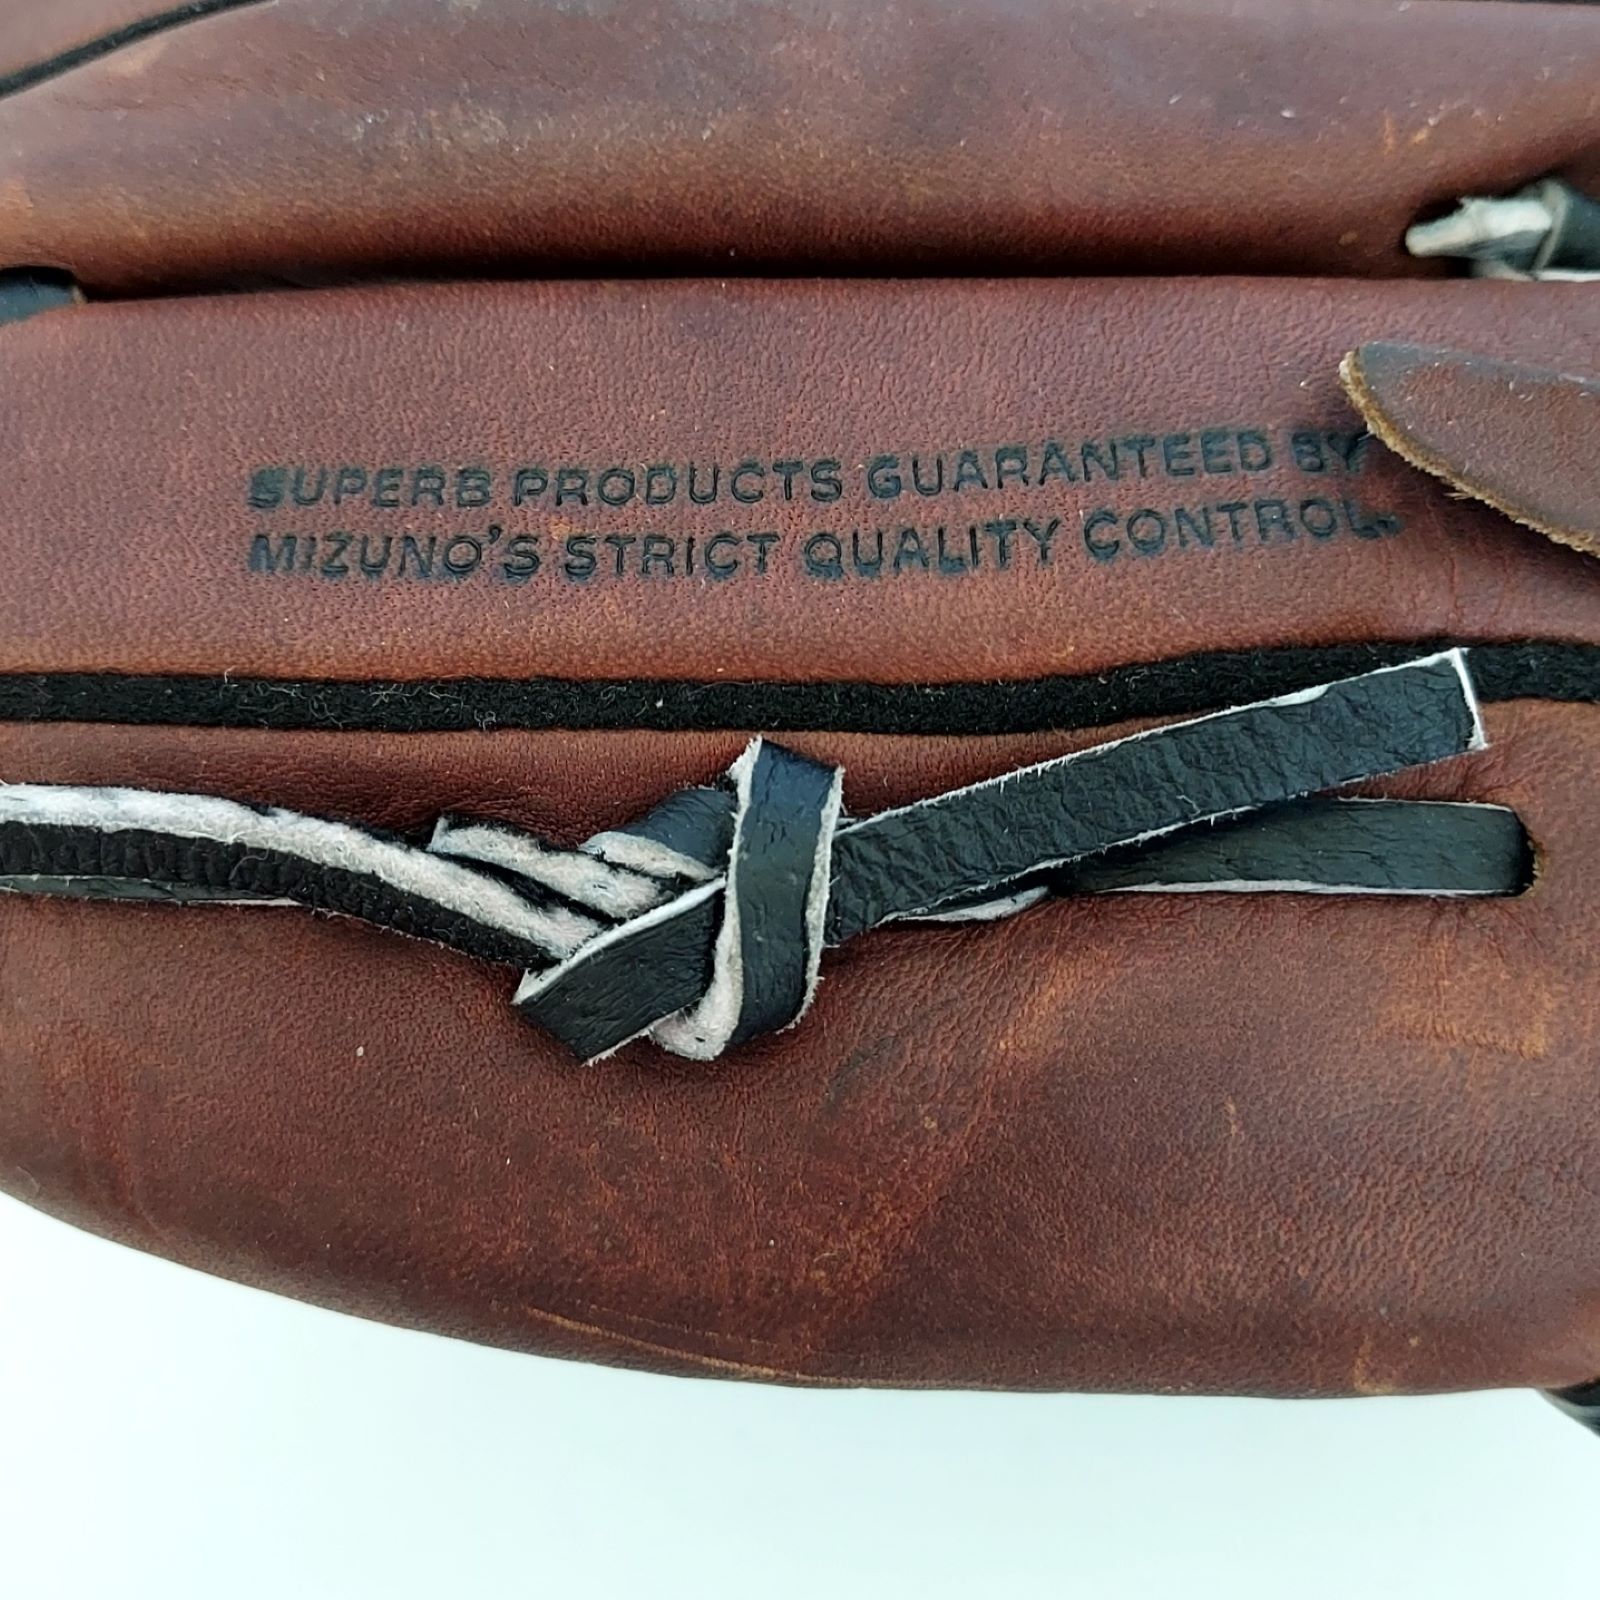 SUPERB PRODUCTS GUARANTEED BY
MIZUNO'S STRICT QUALITY CONTROL.